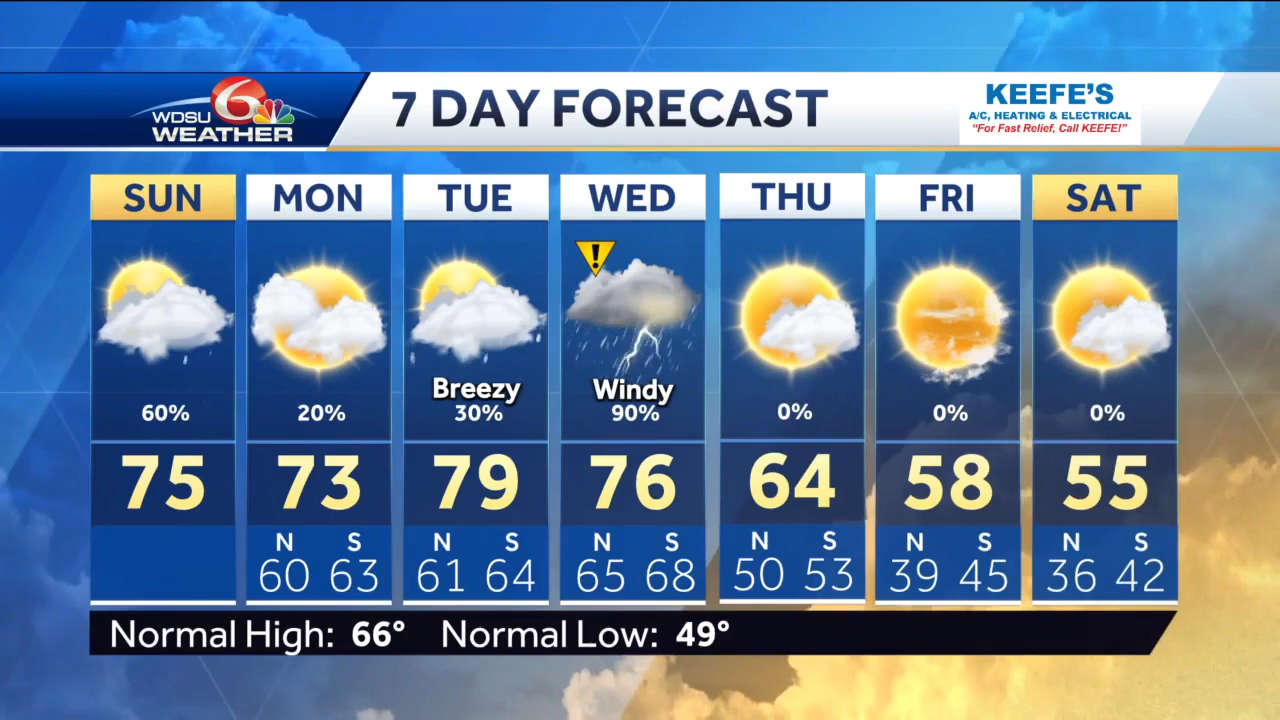 WDSU 6
WEATHER
7 DAY FORECAST
KEEFE'S
A/C, HEATING & ELECTRICAL
"For Fast Relief, Call KEEFE!"
SUN MON TUE WED THU FRI SAT
!
Breezy Windy
60% 20% 30% 90% 0% 0% 0%
75 73 79 76 64 58 55
N S N S N S N S N S N S
60 63 61 64 65 68 50 53 39 45 36 42
Normal High: 66° Normal Low: 49°